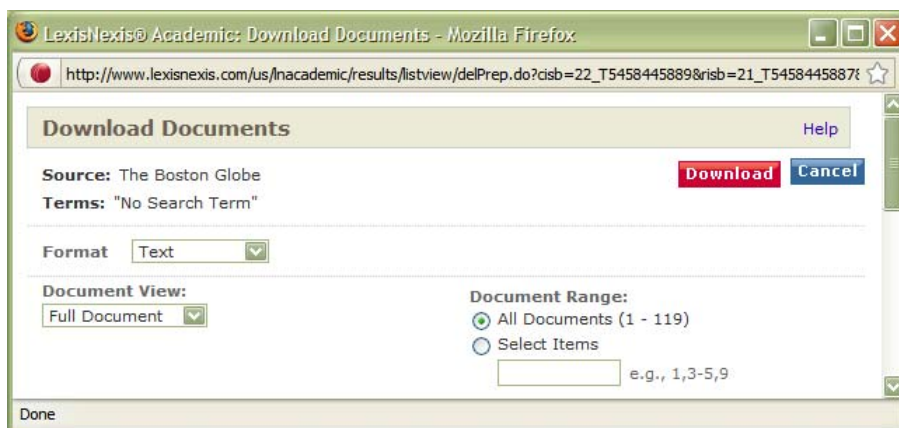 LexisNexis® Academic: Download Documents - Mozilla Firefox
http://www.lexisnexis.com/us/lnacademic/results/listview/delPrep.do?cisb=22_T5458445889&risb=21_T5458445887&
Download Documents Help
Source: The Boston Globe Download Cancel
Terms: "No Search Term"
Format Text
Document View: Document Range:
Full Document All Documents (1 - 119)
Select Items
e.g., 1,3-5,9
Done